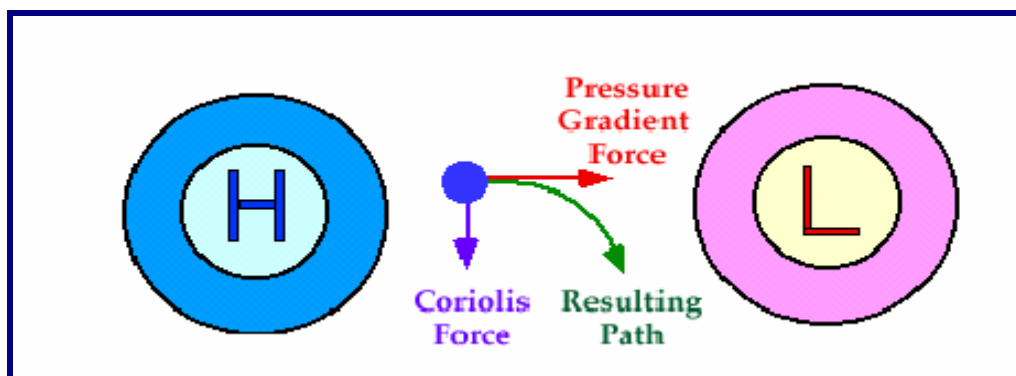 H
Pressure
Gradient
Force
L
Coriolis
Force
Resulting
Path